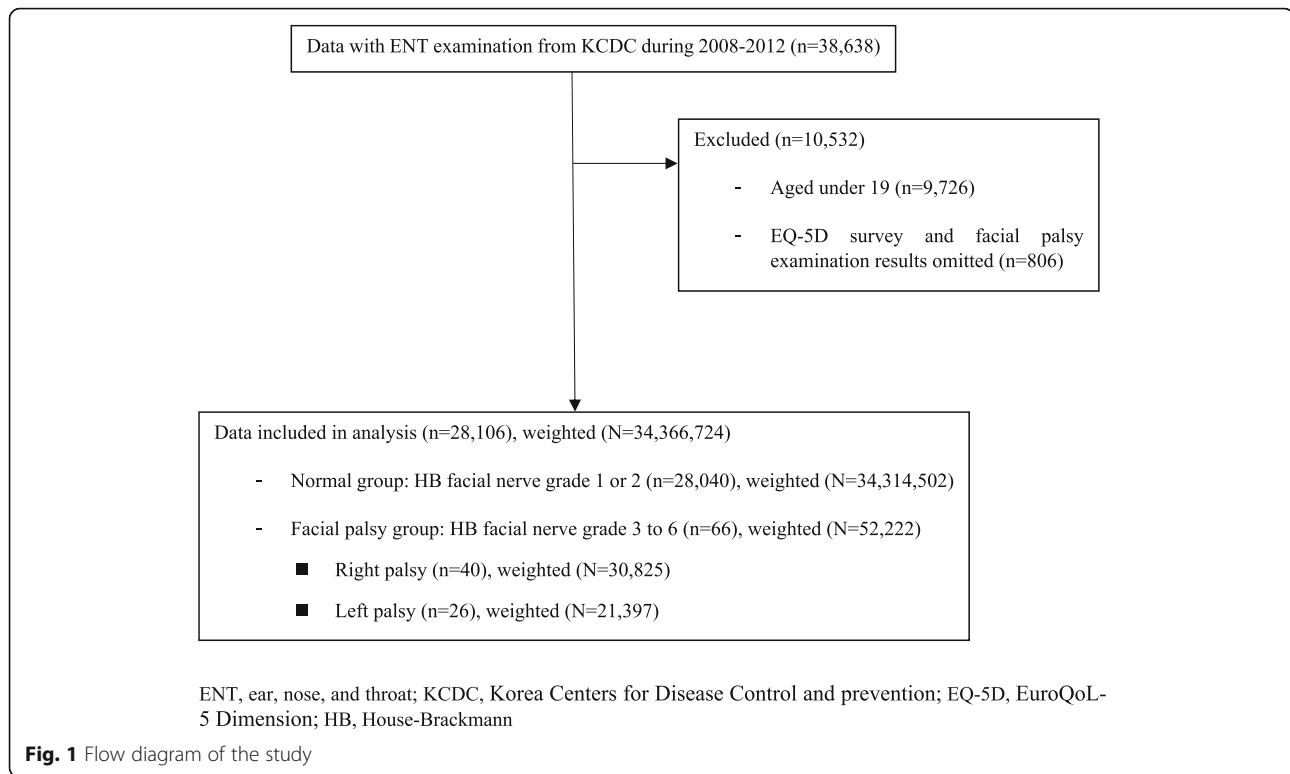 Data with ENT examination from KCDC during 2008-2012 (n=38,638)
Excluded (n=10,532)
- Aged under 19 (n=9,726)
- EQ-5D survey and facial palsy
examination results omitted (n=806)
Data included in analysis (n=28,106), weighted (N=34,366,724)
- Normal group: HB facial nerve grade 1 or 2 (n=28,040), weighted (N=34,314,502)
- Facial palsy group: HB facial nerve grade 3 to 6 (n=66), weighted (N=52,222)
■ Right palsy (n=40), weighted (N=30,825)
■ Left palsy (n=26), weighted (N=21,397)
ENT, ear, nose, and throat; KCDC, Korea Centers for Disease Control and prevention; EQ-5D, EuroQoL-
5 Dimension; HB, House-Brackmann
Fig. 1 Flow diagram of the study